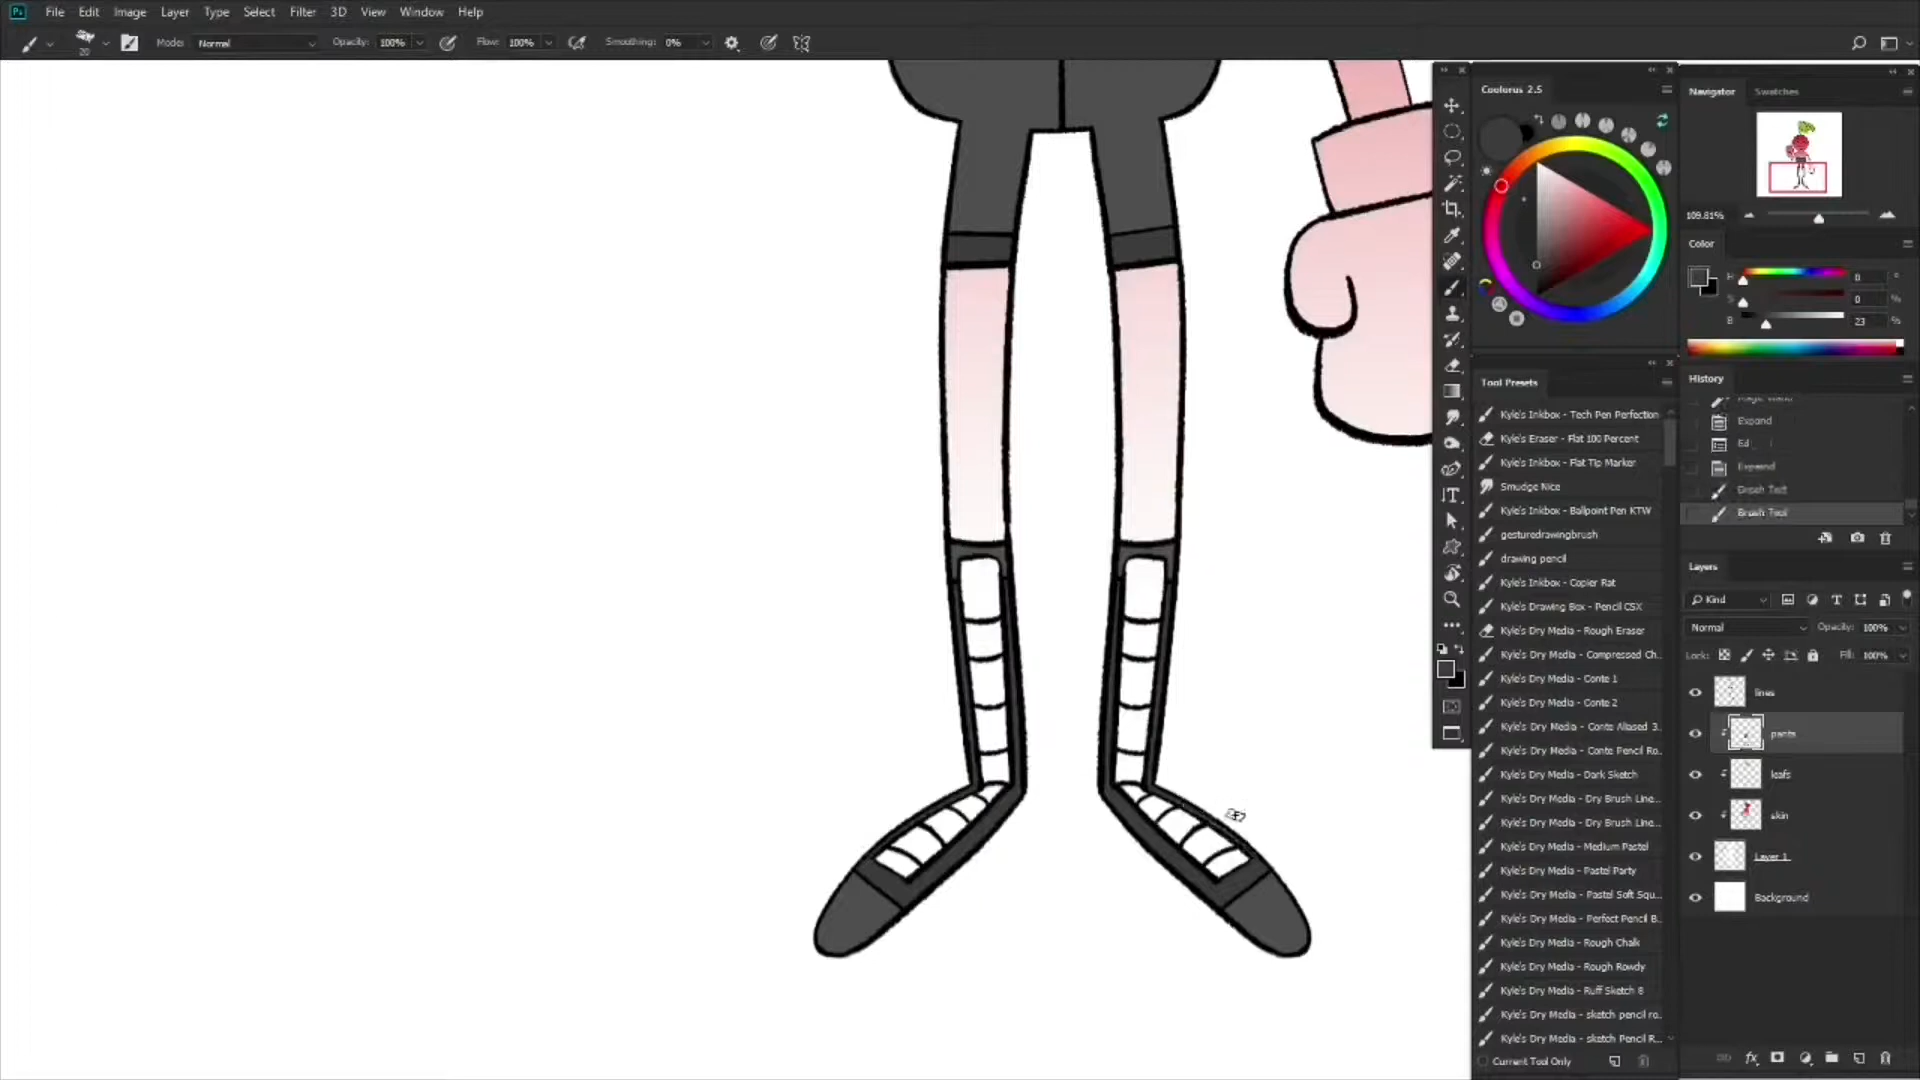 Ps File Edit Image Layer Type Select Filter 3D View Window Help
20 Mode: Normal Opacity: 100% Flow: 100% Smoothing: 0%
Coolorus 2.5
Navigator Swatches
109.81%
Color
H 0 °
S 0 %
B 23 %
History
Magic Wand
Expand
Expand
Brush Tool
Brush Tool
Tool Presets
Kyle's Inkbox - Tech Pen Perfection
Kyle's Eraser - Flat 100 Percent
Kyle's Inkbox - Flat Tip Marker
Smudge Nice
Kyle's Inkbox - Ballpoint Pen KTW
gesturedrawingbrush
drawing pencil
Kyle's Inkbox - Copier Rat
Kyle's Drawing Box - Pencil CSX
Kyle's Dry Media - Rough Eraser
Kyle's Dry Media - Compressed Ch...
Kyle's Dry Media - Conte 1
Kyle's Dry Media - Conte 2
Kyle's Dry Media - Conte Aliased 3...
Kyle's Dry Media - Conte Pencil Ro...
Kyle's Dry Media - Dark Sketch
Kyle's Dry Media - Dry Brush Line...
Kyle's Dry Media - Dry Brush Line...
Kyle's Dry Media - Medium Pastel
Kyle's Dry Media - Pastel Party
Kyle's Dry Media - Pastel Soft Squ...
Kyle's Dry Media - Perfect Pencil B...
Kyle's Dry Media - Rough Chalk
Kyle's Dry Media - Rough Rowdy
Kyle's Dry Media - Ruff Sketch 8
Kyle's Dry Media - sketch pencil ro...
Kyle's Dry Media - sketch Pencil R...
Current Tool Only
Layers
Kind
Normal Opacity: 100%
Lock: Fill: 100%
lines
pants
leafs
skin
Layer 1
Background